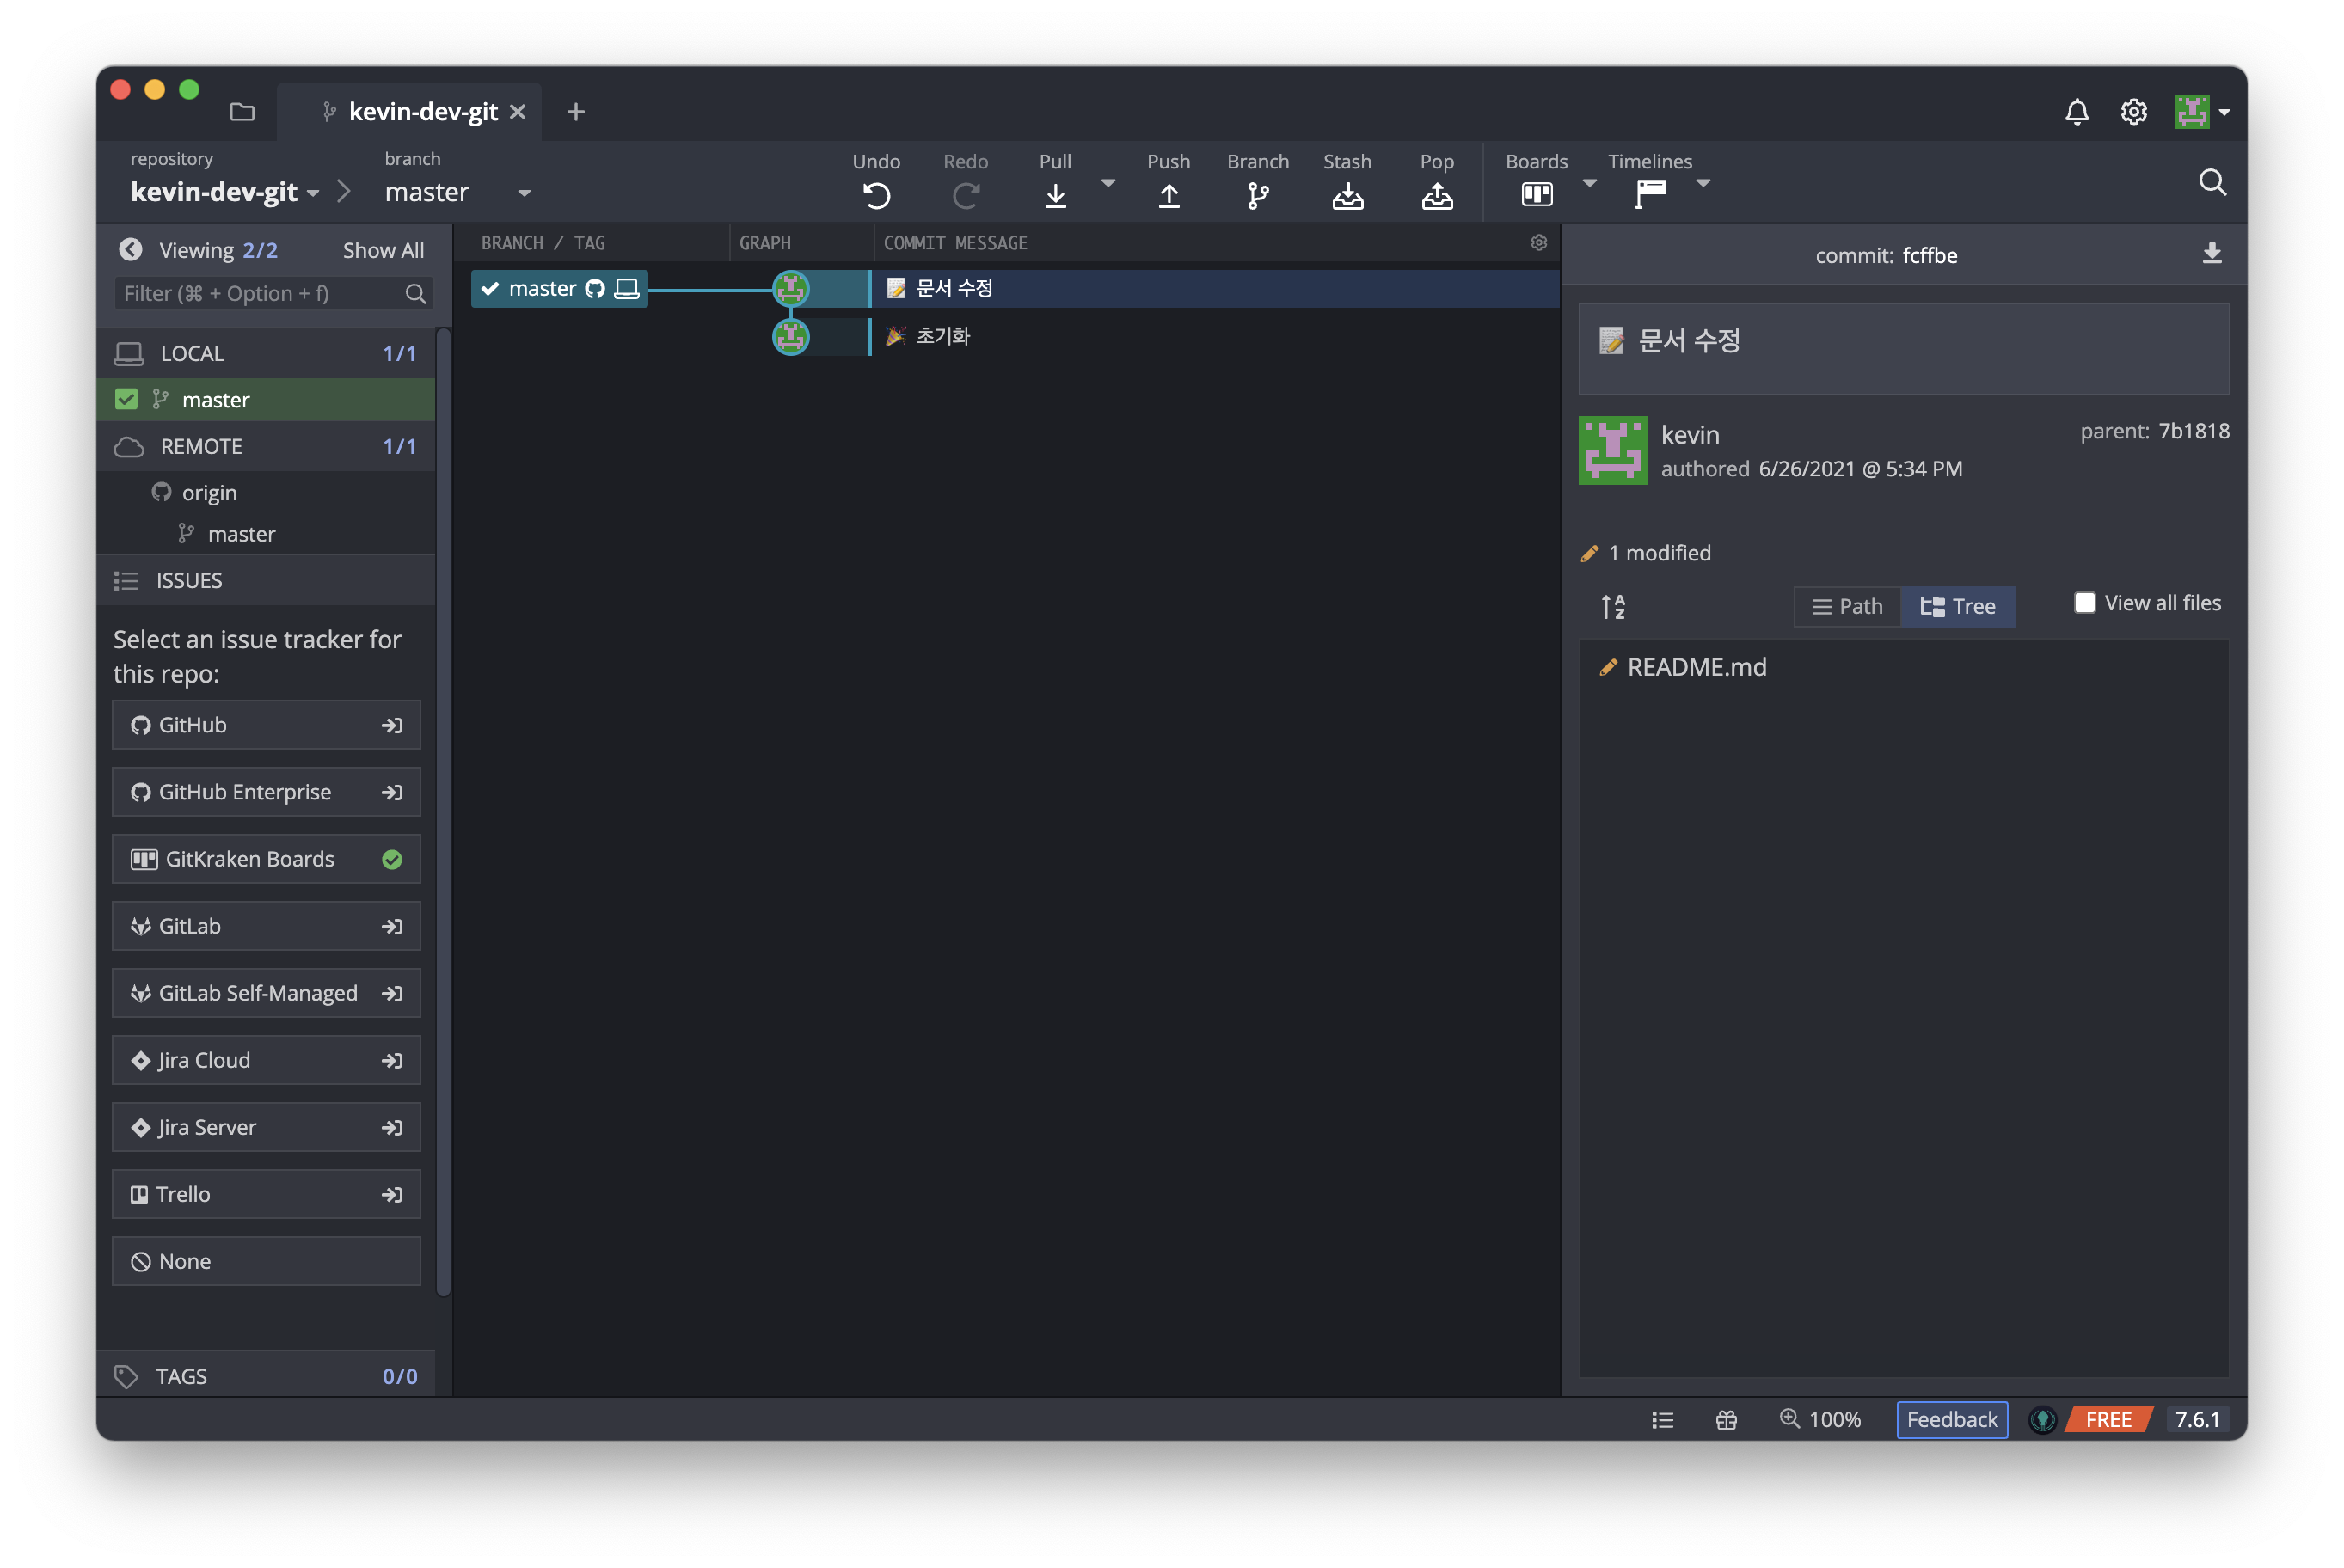 kevin-dev-git
repository
kevin-dev-git
branch
master
Undo
Redo
Pull
Push
Branch
Stash
Pop
Boards
Timelines
Viewing 2/2
Show All
Filter (⌘ + Option + f)
LOCAL 1/1
master
REMOTE 1/1
origin
master
ISSUES
Select an issue tracker for
this repo:
GitHub
GitHub Enterprise
GitKraken Boards
GitLab
GitLab Self-Managed
Jira Cloud
Jira Server
Trello
None
TAGS 0/0
BRANCH / TAG
GRAPH
COMMIT MESSAGE
master
📝 문서 수정
🎉 초기화
commit: fcffbe
📝 문서 수정
kevin
authored 6/26/2021 @ 5:34 PM
parent: 7b1818
1 modified
Path
Tree
View all files
README.md
100%
Feedback
FREE
7.6.1